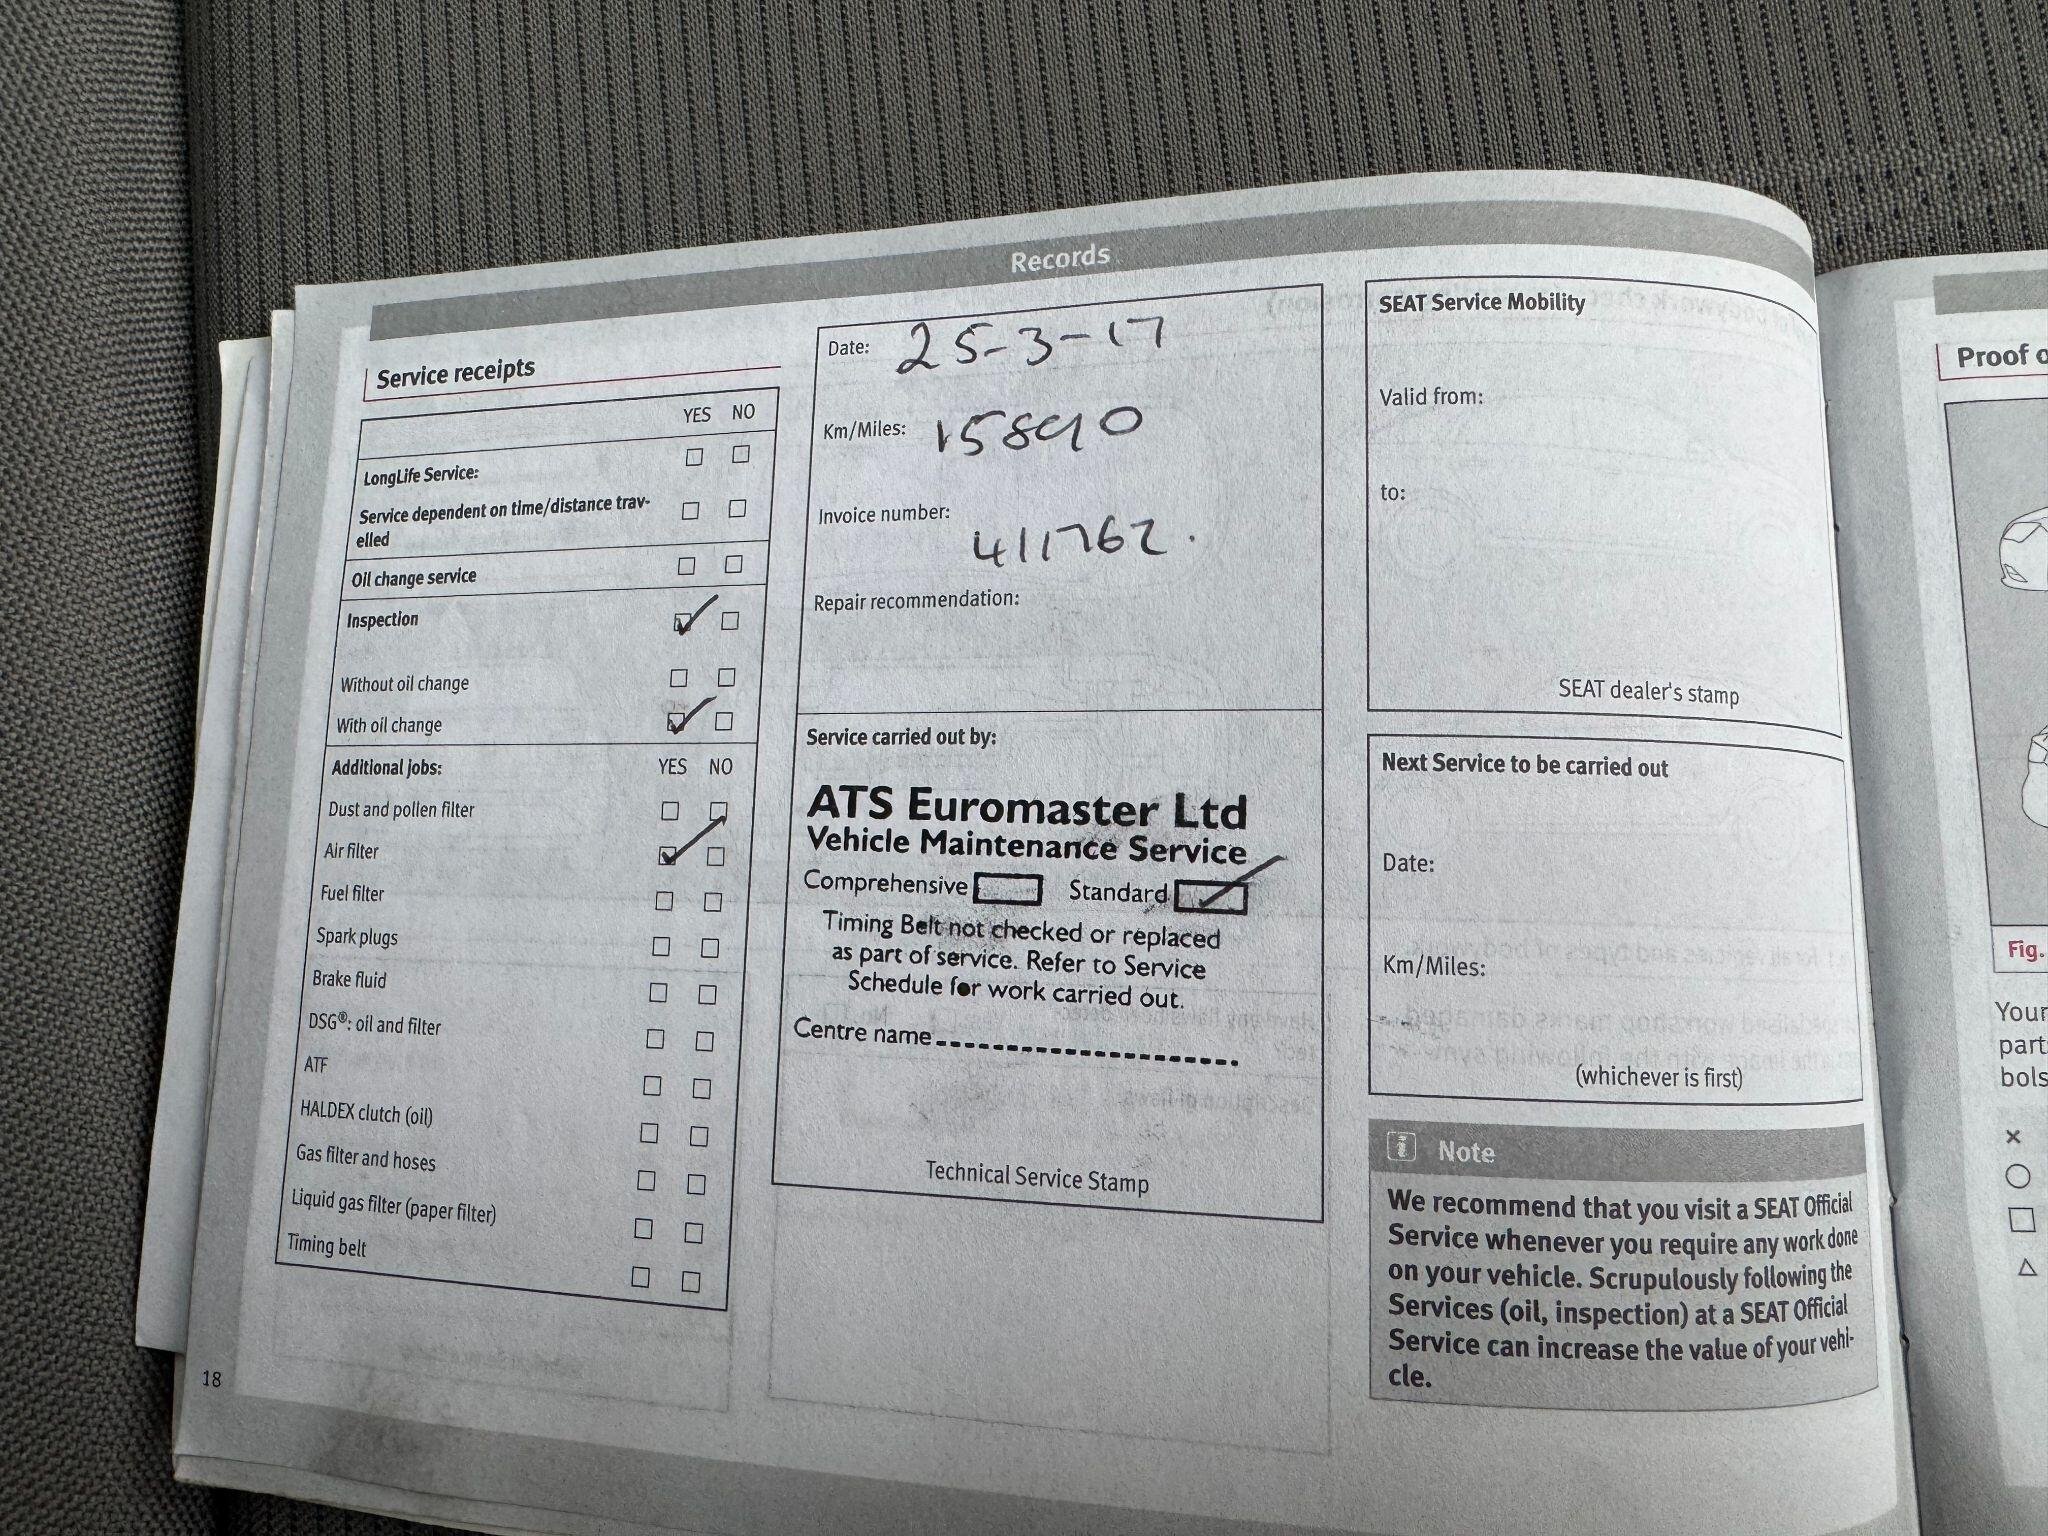 Records
Service receipts
YES NO
LongLife Service:
Service dependent on time/distance trav-
elled
Oil change service
Inspection
Without oil change
With oil change
Additional jobs: YES NO
Dust and pollen filter
Air filter
Fuel filter
Spark plugs
Brake fluid
DSG®: oil and filter
ATF
HALDEX clutch (oil)
Gas filter and hoses
Liquid gas filter (paper filter)
Timing belt
18
Date: 25-3-17
Km/Miles: 15890
Invoice number:
411762.
Repair recommendation:
Service carried out by:
ATS Euromaster Ltd
Vehicle Maintenance Service
Comprehensive Standard
Timing Belt not checked or replaced
as part of service. Refer to Service
Schedule for work carried out.
Centre name
Technical Service Stamp
SEAT Service Mobility
Valid from:
to:
SEAT dealer's stamp
Next Service to be carried out
Date:
Km/Miles:
(whichever is first)
i Note
We recommend that you visit a SEAT Official
Service whenever you require any work done
on your vehicle. Scrupulously following the
Services (oil, inspection) at a SEAT Official
Service can increase the value of your vehi-
cle.
Proof
Fig.
Your
part
bols